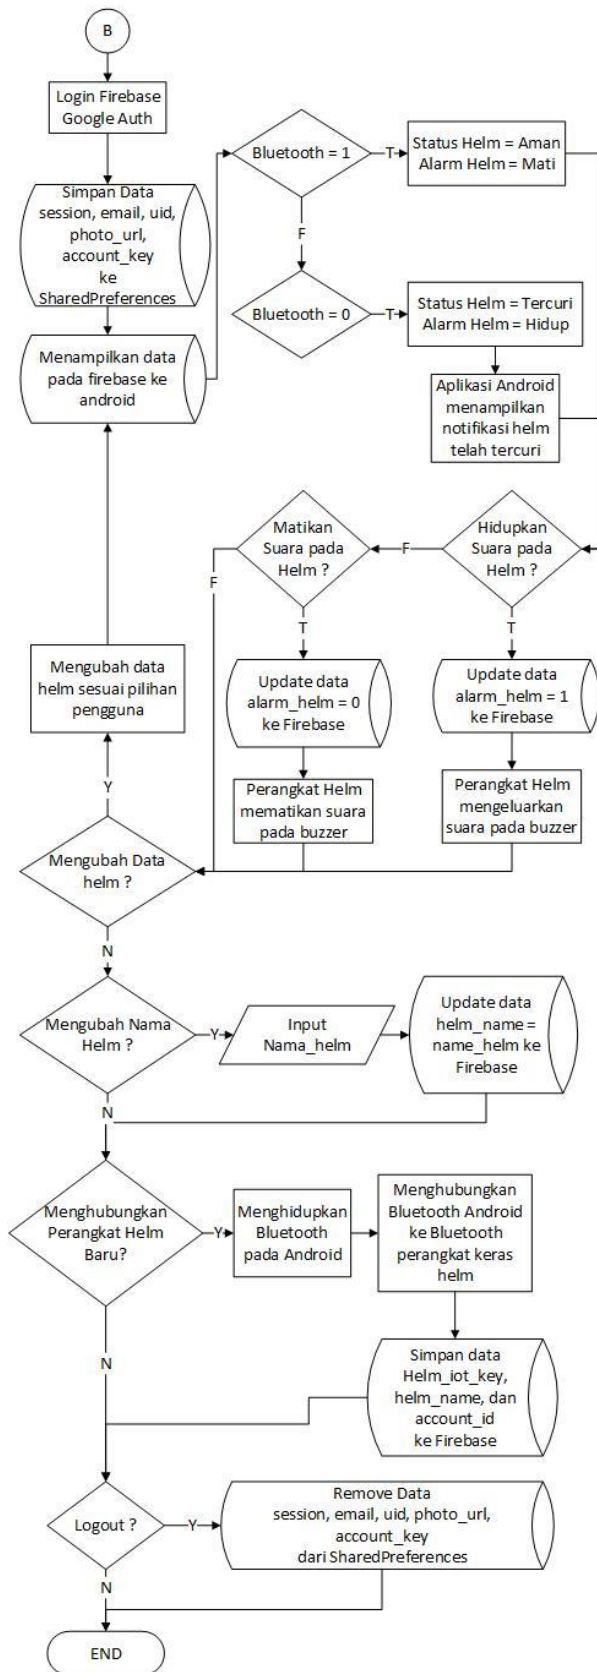 B
Login Firebase
Google Auth
Simpan Data
session, email, uid,
photo_url,
account_key
ke
SharedPreferences
Menampilkan data
pada firebase ke
android
Bluetooth = 1
T
Status Helm = Aman
Alarm Helm = Mati
F
Bluetooth = 0
T
Status Helm = Tercuri
Alarm Helm = Hidup
Aplikasi Android
menampilkan
notifikasi helm
telah tercuri
Hidupkan
Suara pada
Helm ?
F
Matikan
Suara pada
Helm ?
F
T
T
Update data
alarm_helm = 1
ke Firebase
Update data
alarm_helm = 0
ke Firebase
Perangkat Helm
mengeluarkan
suara pada buzzer
Perangkat Helm
mematikan suara
pada buzzer
Mengubah data
helm sesuai pilihan
pengguna
Y
Mengubah Data
helm ?
N
Mengubah Nama
Helm ?
Y
Input
Nama_helm
Update data
helm_name =
name_helm ke
Firebase
N
Menghubungkan
Perangkat Helm
Baru?
Y
Menghidupkan
Bluetooth
pada Android
Menghubungkan
Bluetooth Android
ke Bluetooth
perangkat keras
helm
N
Simpan data
Helm_iot_key,
helm_name, dan
account_id
ke Firebase
Logout ?
Y
Remove Data
session, email, uid, photo_url,
account_key
dari SharedPreferences
N
END